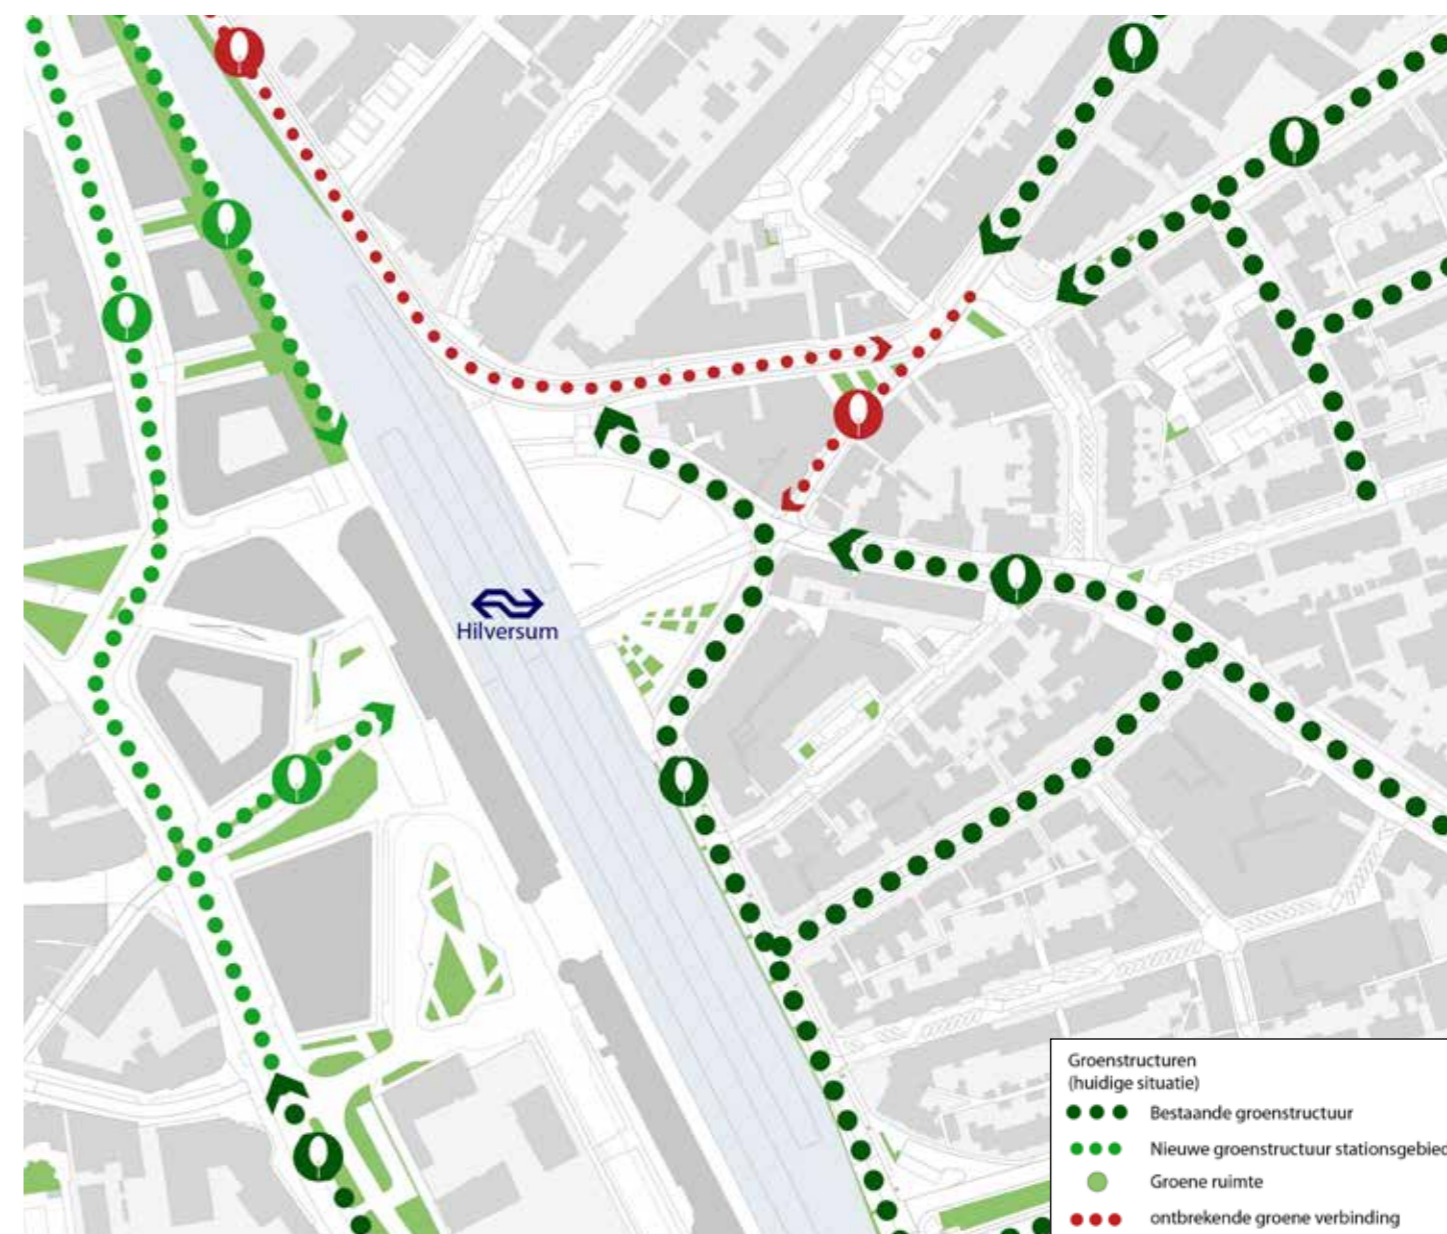 Hilversum
Groenstructuren
(huidige situatie)
Bestaande groenstructuur
Nieuwe groenstructuur stationsgebied
Groene ruimte
ontbrekende groene verbinding